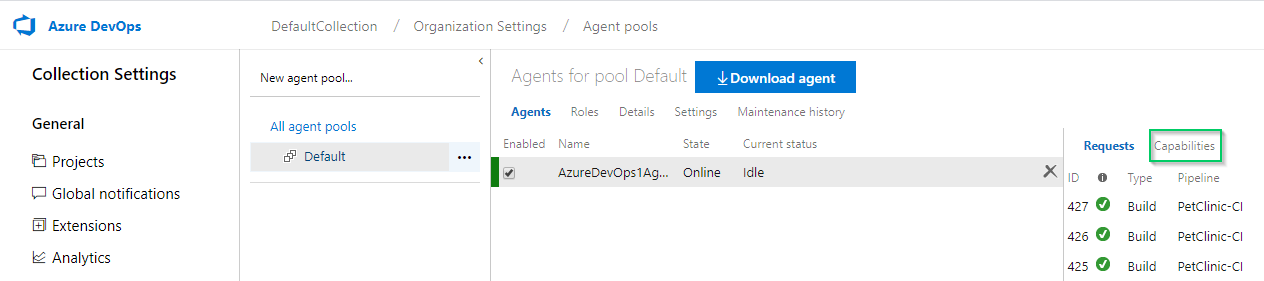 Azure DevOps
DefaultCollection / Organization Settings / Agent pools
Collection Settings
General
Projects
Global notifications
Extensions
Analytics
<
New agent pool...
All agent pools
Default ...
Agents for pool Default
Download agent
Agents Roles Details Settings Maintenance history
Enabled Name State Current status
AzureDevOps1Ag... Online Idle
Requests Capabilities
ID Type Pipeline
427 Build PetClinic-CI
426 Build PetClinic-CI
425 Build PetClinic-CI